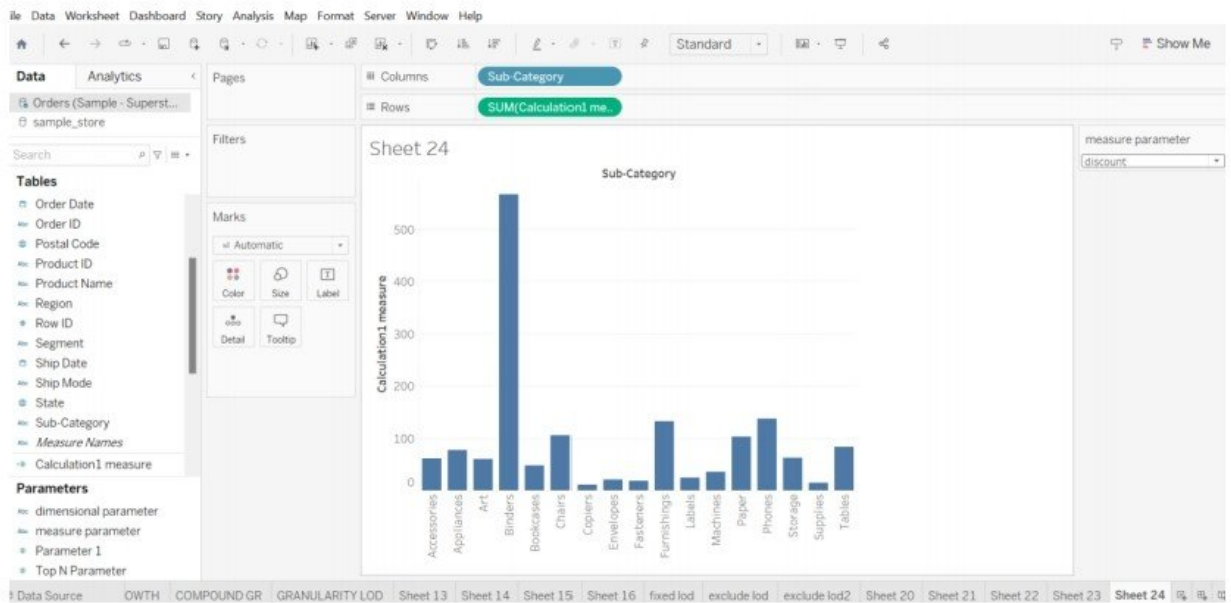 ile Data Worksheet Dashboard Story Analysis Map Format Server Window Help
Standard
Show Me
Data Analytics
Pages
Columns
Sub-Category
Orders (Sample - Superst...
Rows
SUM(Calculation1 me..
sample_store
Search
Filters
Sheet 24
measure parameter
discount
Tables
Order Date
Order ID
Postal Code
Product ID
Product Name
Region
Row ID
Segment
Ship Date
Ship Mode
State
Sub-Category
Measure Names
Calculation1 measure
Parameters
dimensional parameter
measure parameter
Parameter 1
Top N Parameter
Marks
Automatic
Color Size Label
Detail Tooltip
Sub-Category
Calculation1 measure
500
400
300
200
100
0
Accessories
Appliances
Art
Binders
Bookcases
Chairs
Copiers
Envelopes
Fasteners
Furnishings
Labels
Machines
Paper
Phones
Storage
Supplies
Tables
Data Source OWTH COMPOUND GR GRANULARITY LOD Sheet 13 Sheet 14 Sheet 15 Sheet 16 fixed lod exclude lod exclude lod2 Sheet 20 Sheet 21 Sheet 22 Sheet 23 Sheet 24